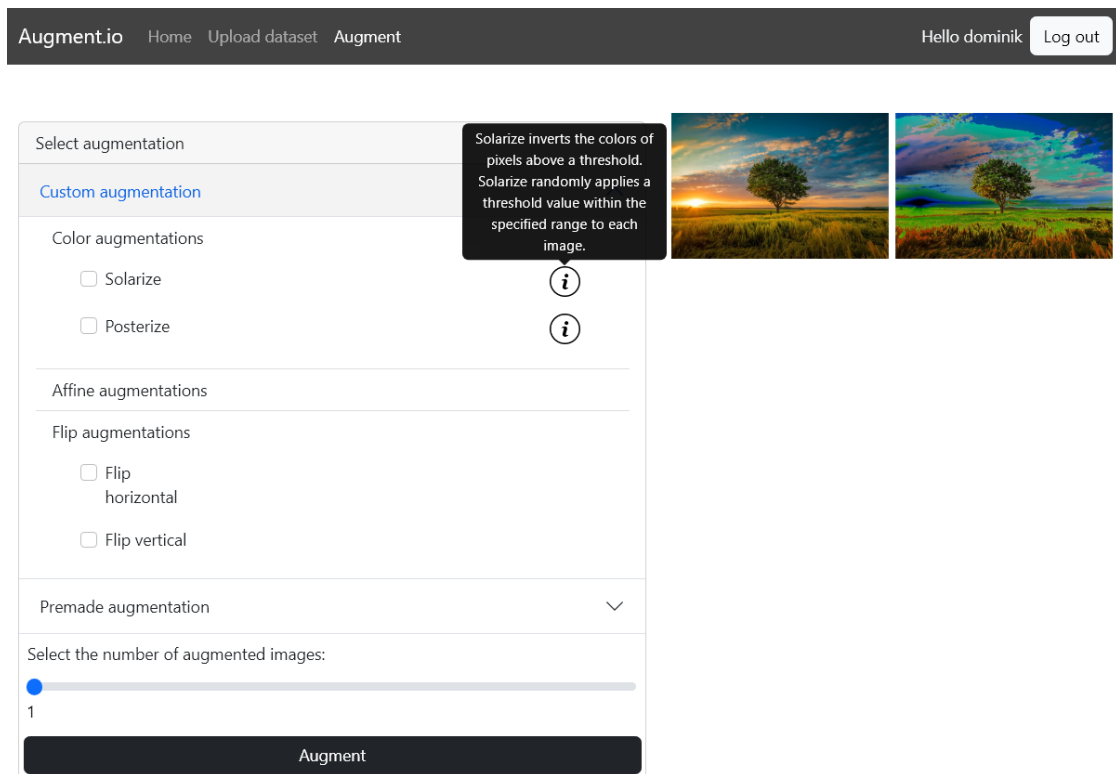 Augment.io Home Upload dataset Augment Hello dominik Log out
Select augmentation
Custom augmentation
Solarize inverts the colors of
pixels above a threshold.
Solarize randomly applies a
threshold value within the
specified range to each
image.
Color augmentations
Solarize
Posterize
Affine augmentations
Flip augmentations
Flip
horizontal
Flip vertical
Premade augmentation
Select the number of augmented images:
1
Augment